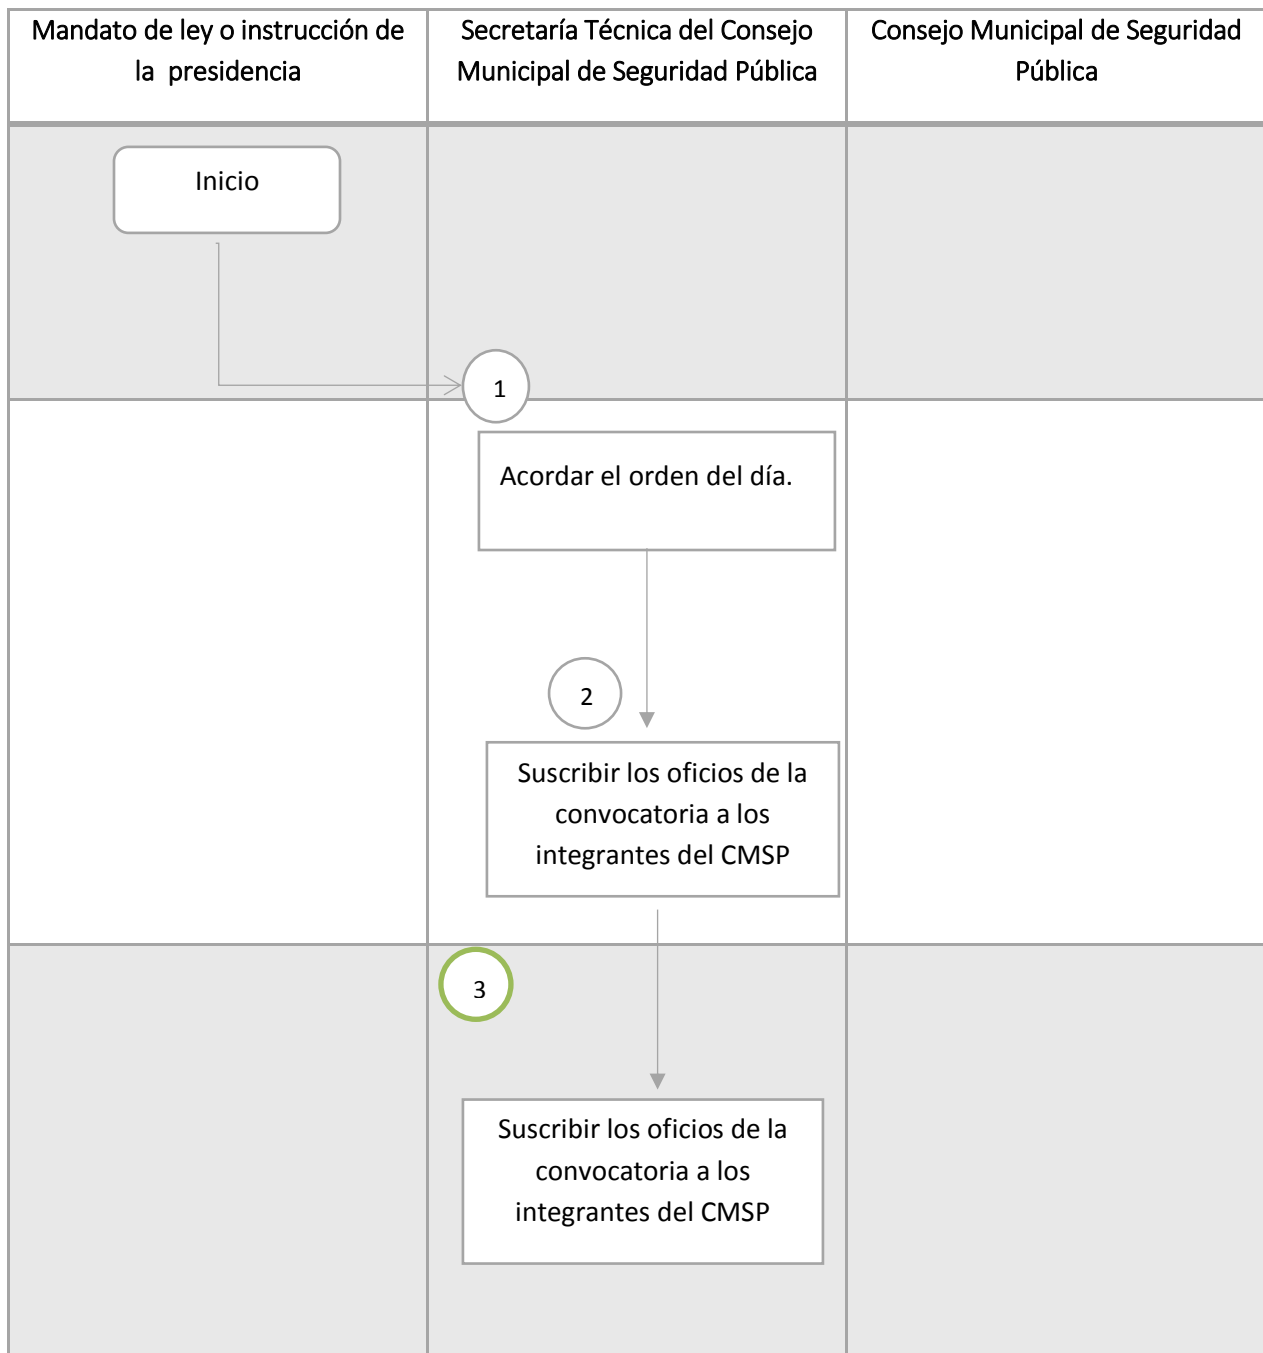 Mandato de ley o instrucción de
la presidencia
Secretaría Técnica del Consejo
Municipal de Seguridad Pública
Consejo Municipal de Seguridad
Pública
Inicio
1
Acordar el orden del día.
2
Suscribir los oficios de la
convocatoria a los
integrantes del CMSP
3
Suscribir los oficios de la
convocatoria a los
integrantes del CMSP